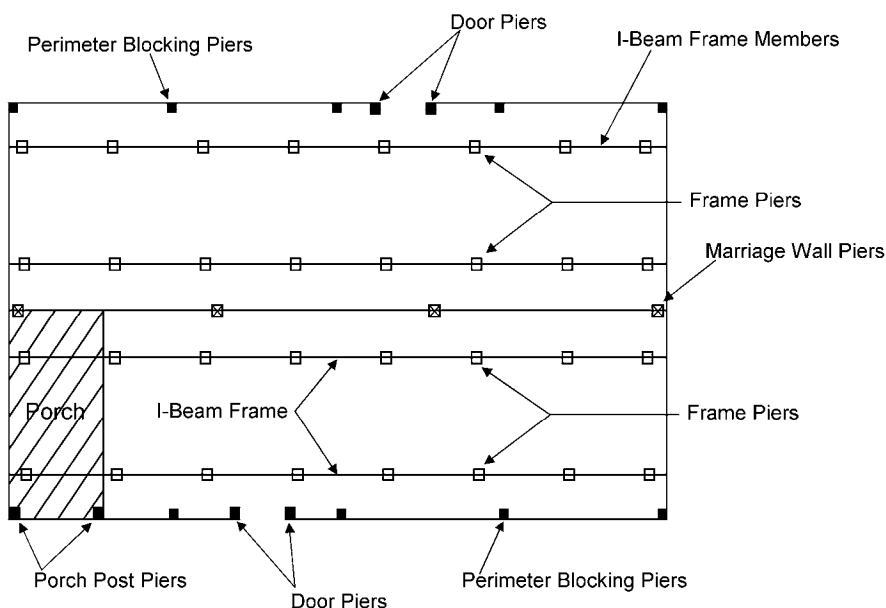 Door Piers
I-Beam Frame Members
Perimeter Blocking Piers
Frame Piers
Marriage Wall Piers
Porch
I-Beam Frame
Frame Piers
Porch Post Piers
Door Piers
Perimeter Blocking Piers